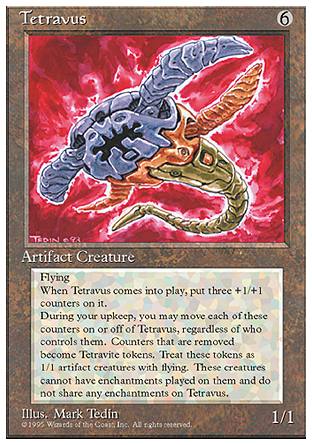 Tetravus 6
TEDIN © 93
Artifact Creature
Flying
When Tetravus comes into play, put three +1/+1
counters on it.
During your upkeep, you may move each of these
counters on or off of Tetravus, regardless of who
controls them. Counters that are removed
become Tetravite tokens. Treat these tokens as
1/1 artifact creatures with flying. These creatures
cannot have enchantments played on them and do
not share any enchantments on Tetravus.
Illus. Mark Tedin
©1995 Wizards of the Coast, Inc. All rights reserved. 1/1